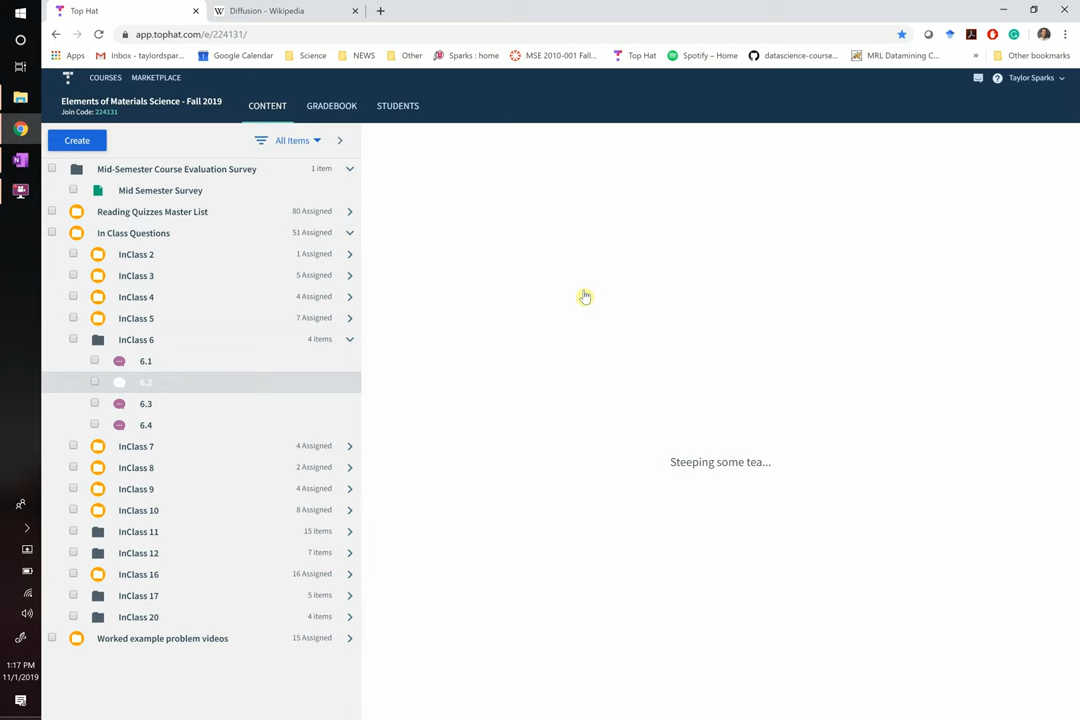 Top Hat
Diffusion - Wikipedia
app.tophat.com/e/224131/
Apps
Inbox - taylordspar...
Google Calendar
Science
NEWS
Other
Sparks : home
MSE 2010-001 Fall...
Top Hat
Spotify – Home
datascience-course...
MRL Datamining C...
»
Other bookmarks
COURSES
MARKETPLACE
Taylor Sparks
Elements of Materials Science - Fall 2019
Join Code: 224131
CONTENT
GRADEBOOK
STUDENTS
Create
All Items
Mid-Semester Course Evaluation Survey 1 item
Mid Semester Survey
Reading Quizzes Master List 80 Assigned
In Class Questions 51 Assigned
InClass 2 1 Assigned
InClass 3 5 Assigned
InClass 4 4 Assigned
InClass 5 7 Assigned
InClass 6 4 items
6.1
6.2
6.3
6.4
InClass 7 4 Assigned
InClass 8 2 Assigned
InClass 9 4 Assigned
InClass 10 8 Assigned
InClass 11 15 items
InClass 12 7 items
InClass 16 16 Assigned
InClass 17 5 items
InClass 20 4 items
Worked example problem videos 15 Assigned
Steeping some tea...
1:17 PM
11/1/2019